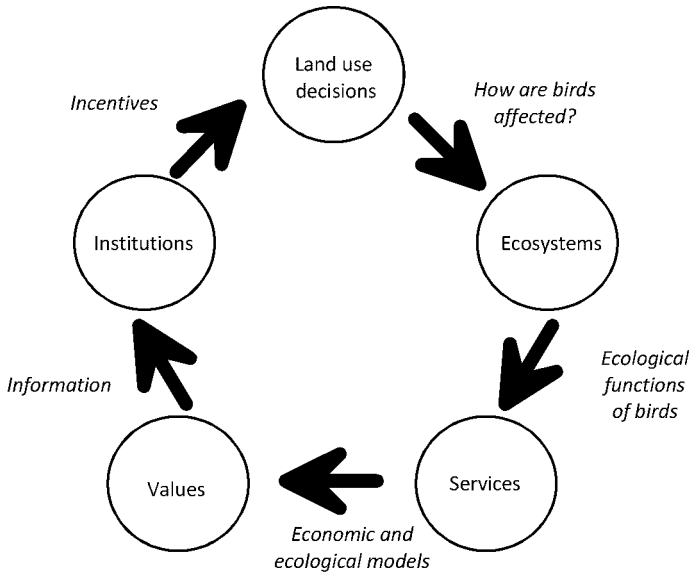 Land use
decisions
How are birds
affected?
Ecosystems
Ecological
functions
of birds
Services
Economic and
ecological models
Values
Information
Institutions
Incentives